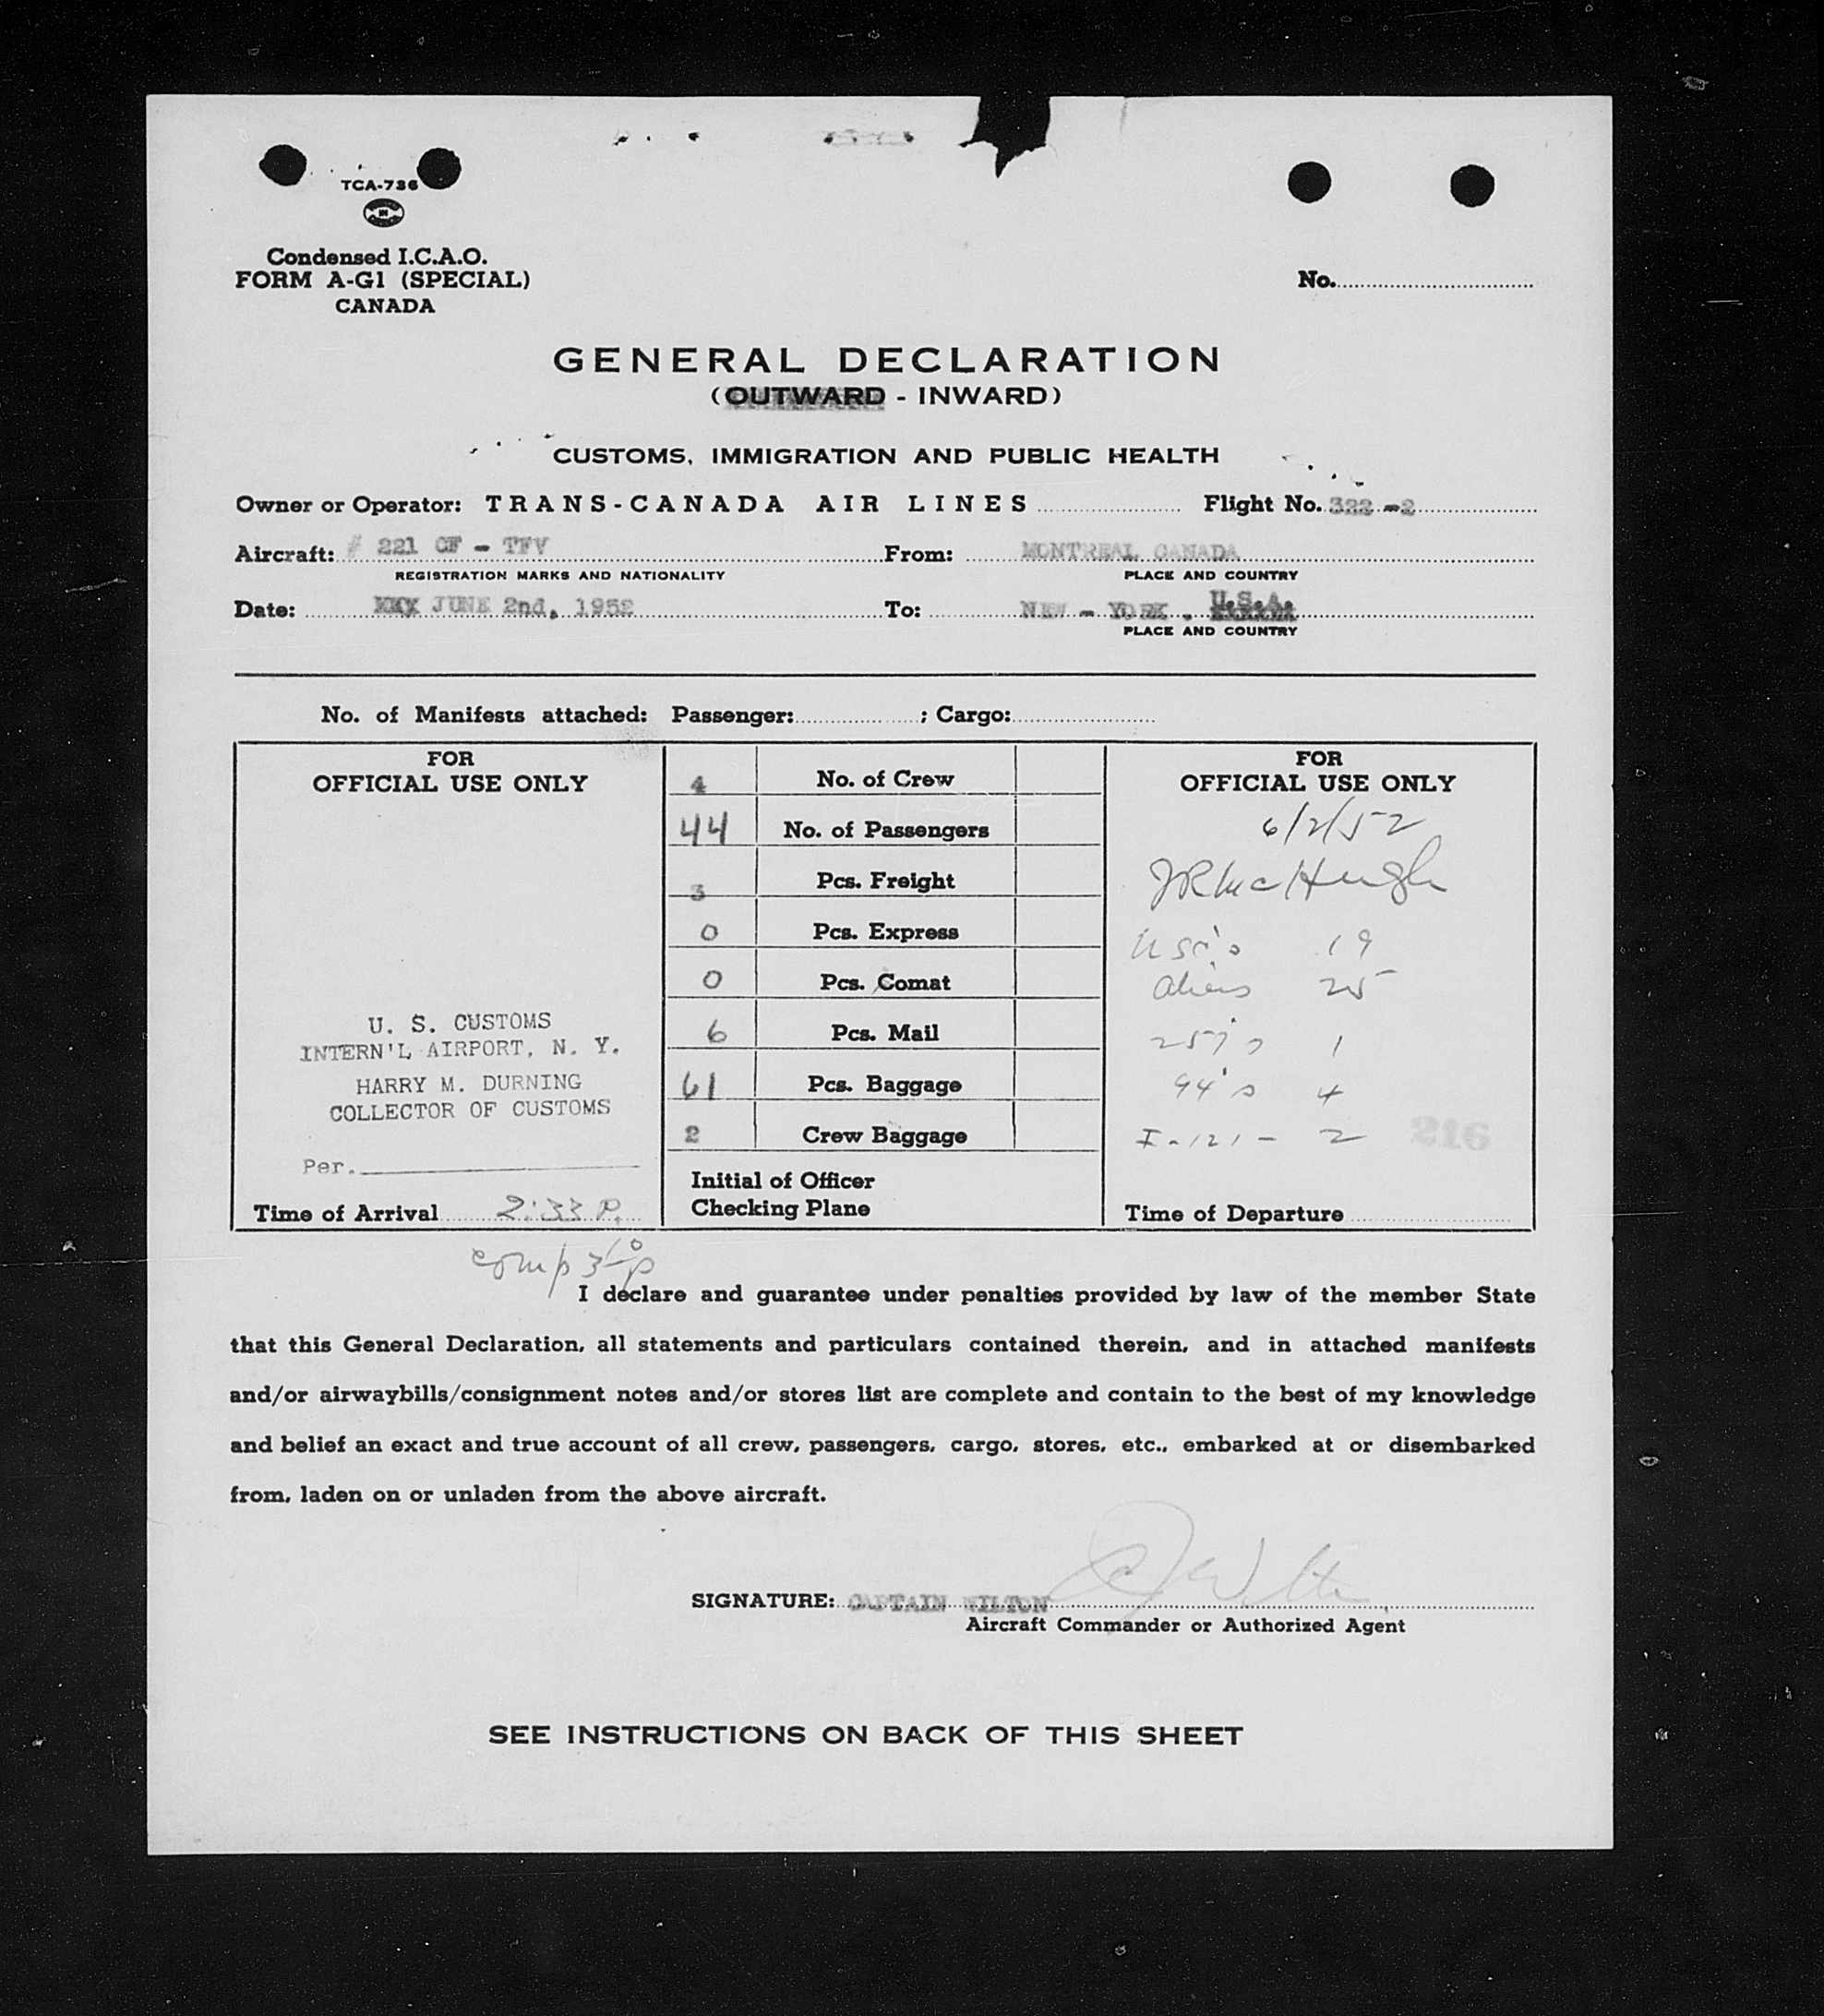 TCA-736
Condensed I.C.A.O.
FORM A-G1 (SPECIAL)
CANADA
No.
GENERAL DECLARATION
(OUTWARD - INWARD)
CUSTOMS, IMMIGRATION AND PUBLIC HEALTH
Owner or Operator: TRANS-CANADA AIR LINES Flight No. 322 -2
Aircraft: # 221 CF - TFV From: MONTREAL CANADA
REGISTRATION MARKS AND NATIONALITY PLACE AND COUNTRY
Date: XXX JUNE 2nd, 1952 To: NEW - YORK . U.S.A.
PLACE AND COUNTRY
No. of Manifests attached: Passenger: ; Cargo:
FOR
OFFICIAL USE ONLY
U. S. CUSTOMS
INTERN'L AIRPORT, N. Y.
HARRY M. DURNING
COLLECTOR OF CUSTOMS
Per.
Time of Arrival 2:33 P.
4 No. of Crew
44 No. of Passengers
3 Pcs. Freight
0 Pcs. Express
0 Pcs. Comat
6 Pcs. Mail
61 Pcs. Baggage
2 Crew Baggage
Initial of Officer
Checking Plane
FOR
OFFICIAL USE ONLY
6/2/52
JR McHugh
USC's 19
aliens 25
257's 1
94's 4
I-121 - 2 216
Time of Departure
comp 3 10 p
I declare and guarantee under penalties provided by law of the member State
that this General Declaration, all statements and particulars contained therein, and in attached manifests
and/or airwaybills/consignment notes and/or stores list are complete and contain to the best of my knowledge
and belief an exact and true account of all crew, passengers, cargo, stores, etc., embarked at or disembarked
from, laden on or unladen from the above aircraft.
SIGNATURE: CAPTAIN WILTON
Aircraft Commander or Authorized Agent
SEE INSTRUCTIONS ON BACK OF THIS SHEET